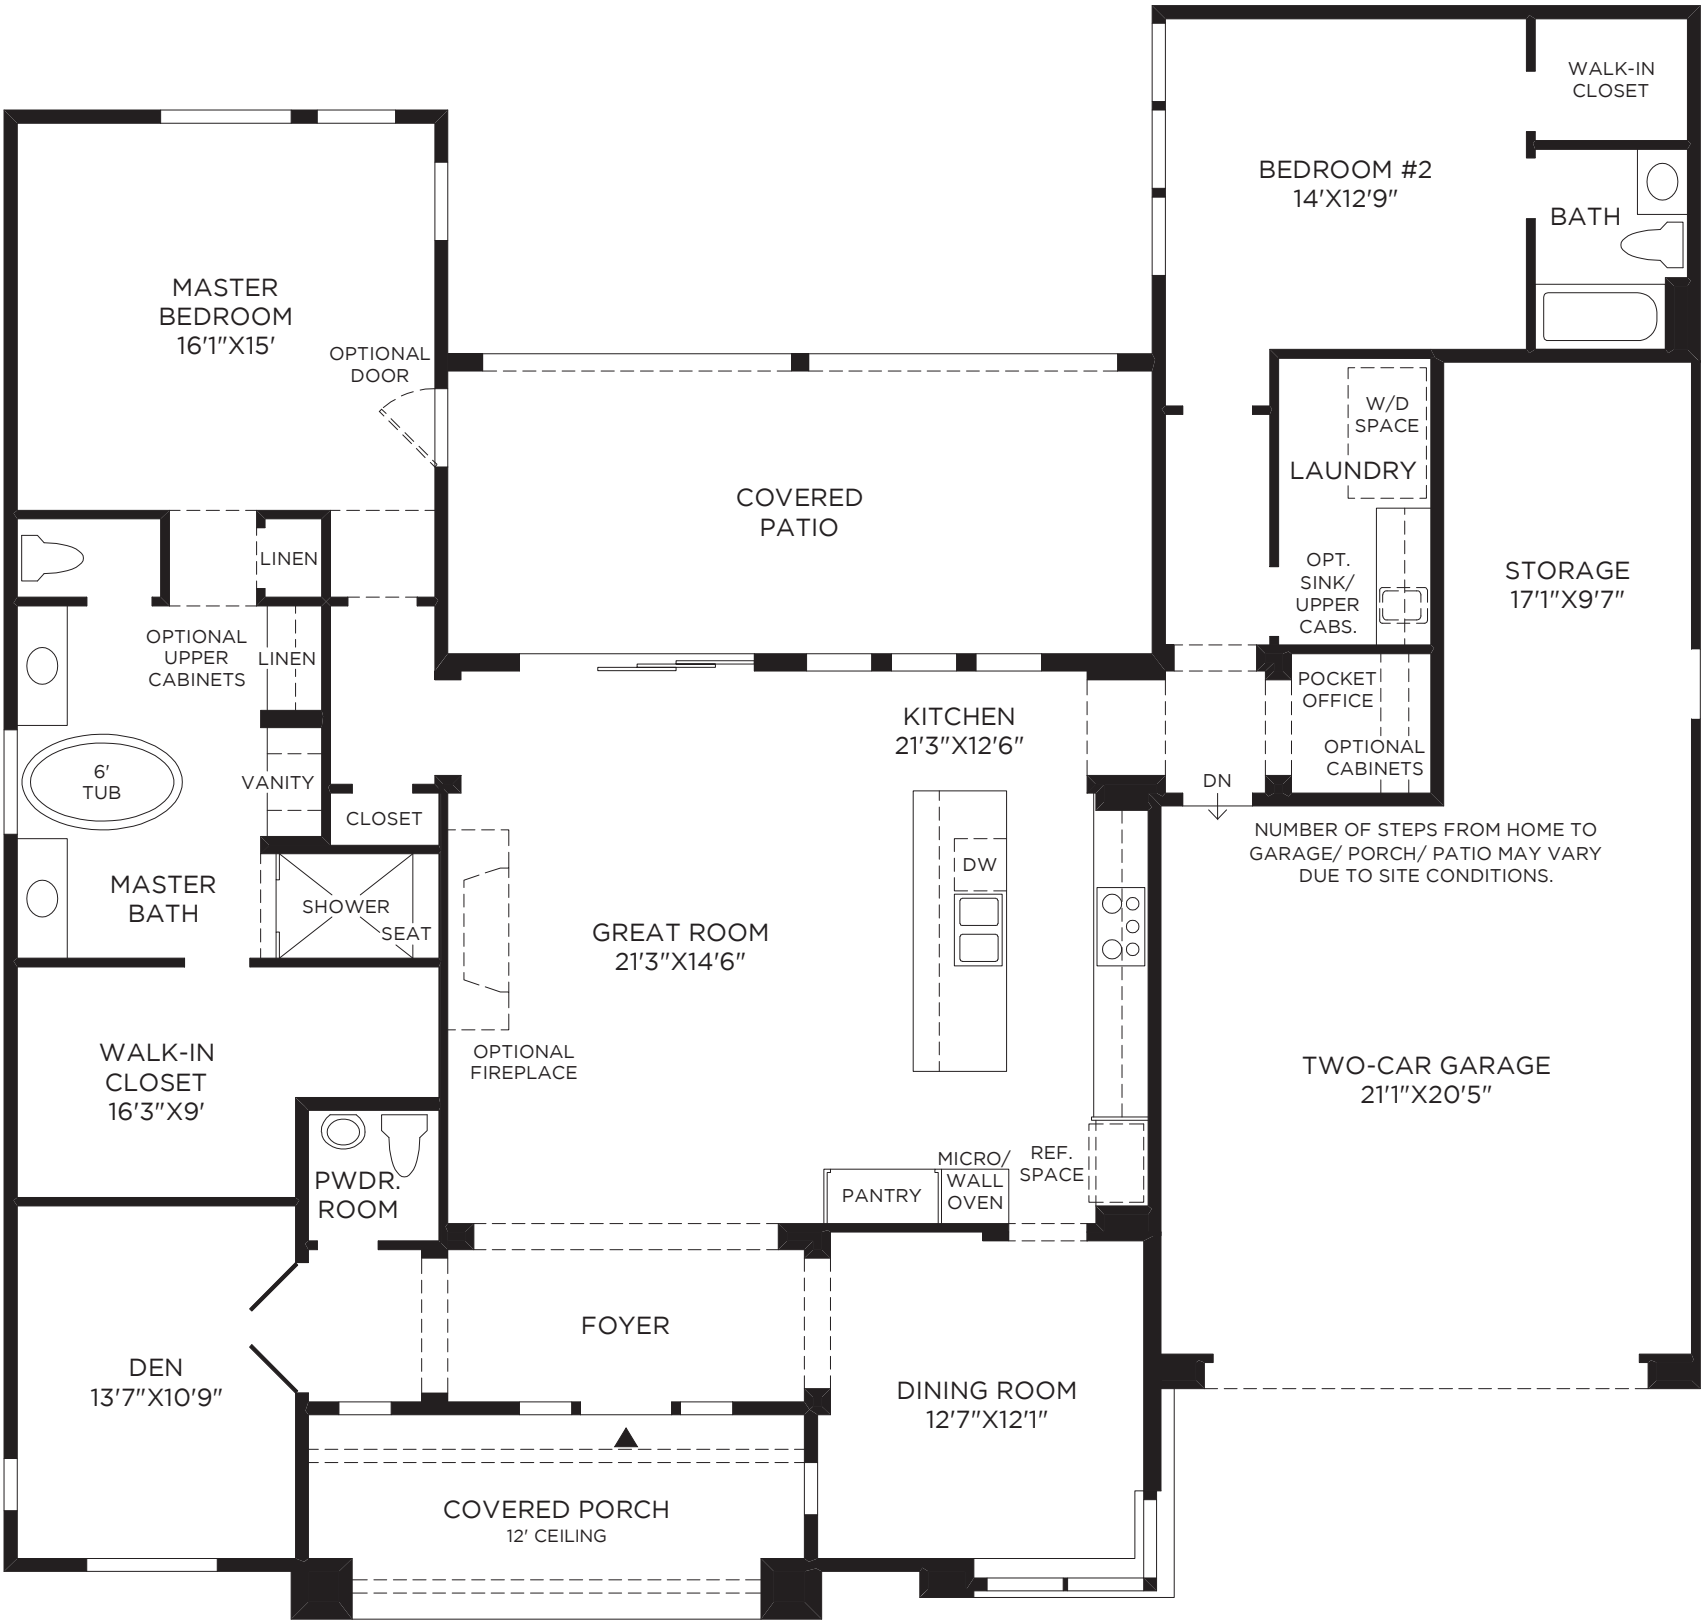 WALK-IN
CLOSET
BEDROOM #2
14'X12'9"
BATH
MASTER
BEDROOM
16'1"X15'
OPTIONAL
DOOR
W/D
SPACE
LAUNDRY
COVERED
PATIO
LINEN
OPT.
SINK/
UPPER
CABS.
STORAGE
17'1"X9'7"
OPTIONAL
UPPER
CABINETS
LINEN
POCKET
OFFICE
OPTIONAL
CABINETS
KITCHEN
21'3"X12'6"
6'
TUB
VANITY
CLOSET
DN
NUMBER OF STEPS FROM HOME TO
GARAGE/ PORCH/ PATIO MAY VARY
DUE TO SITE CONDITIONS.
DW
MASTER
BATH
SHOWER
SEAT
GREAT ROOM
21'3"X14'6"
OPTIONAL
FIREPLACE
WALK-IN
CLOSET
16'3"X9'
TWO-CAR GARAGE
21'1"X20'5"
PWDR.
ROOM
PANTRY
MICRO/
WALL
OVEN
REF.
SPACE
FOYER
DEN
13'7"X10'9"
DINING ROOM
12'7"X12'1"
COVERED PORCH
12' CEILING